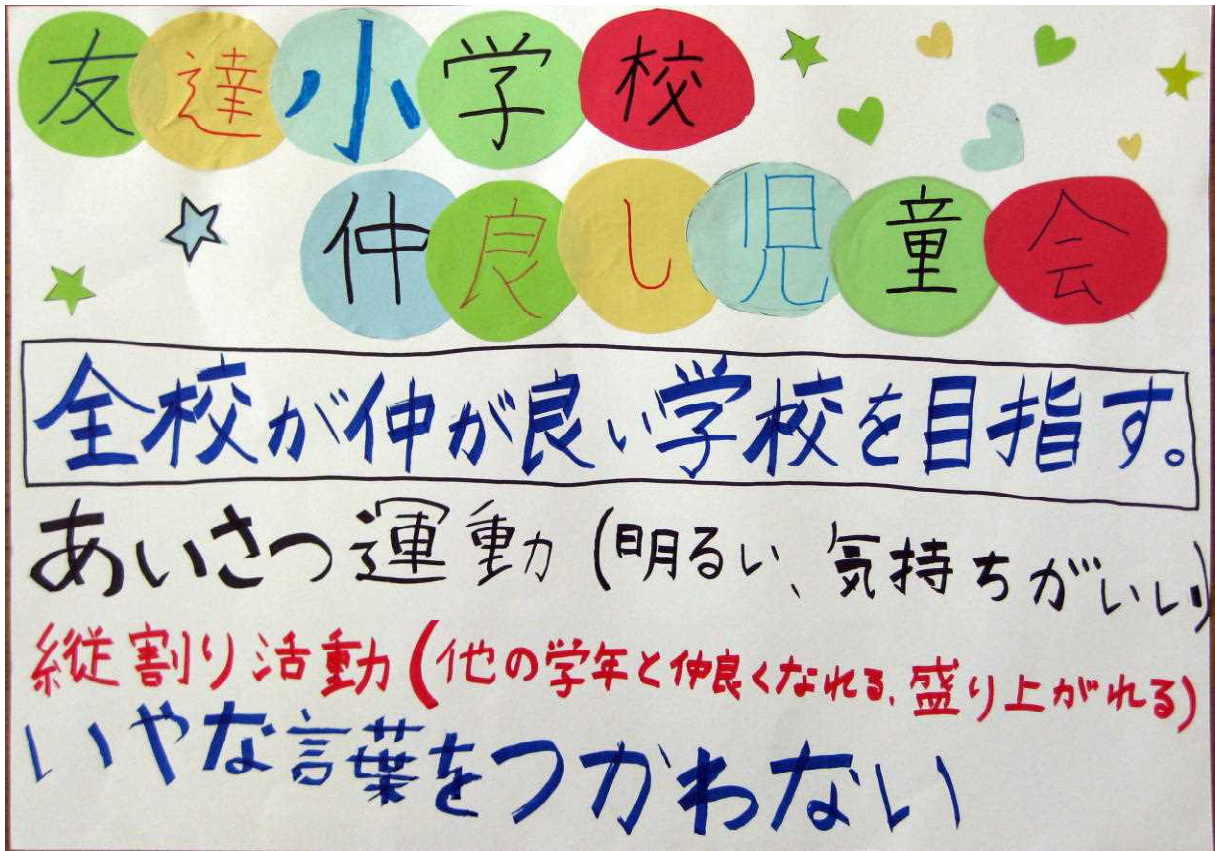 友達小学校
仲良し児童会
全校が仲が良い学校を目指す。
あいさつ運動(明るい、気持ちがいい)
縦割り活動(他の学年と仲良くなれる、盛り上がれる)
いやな言葉をつかわない